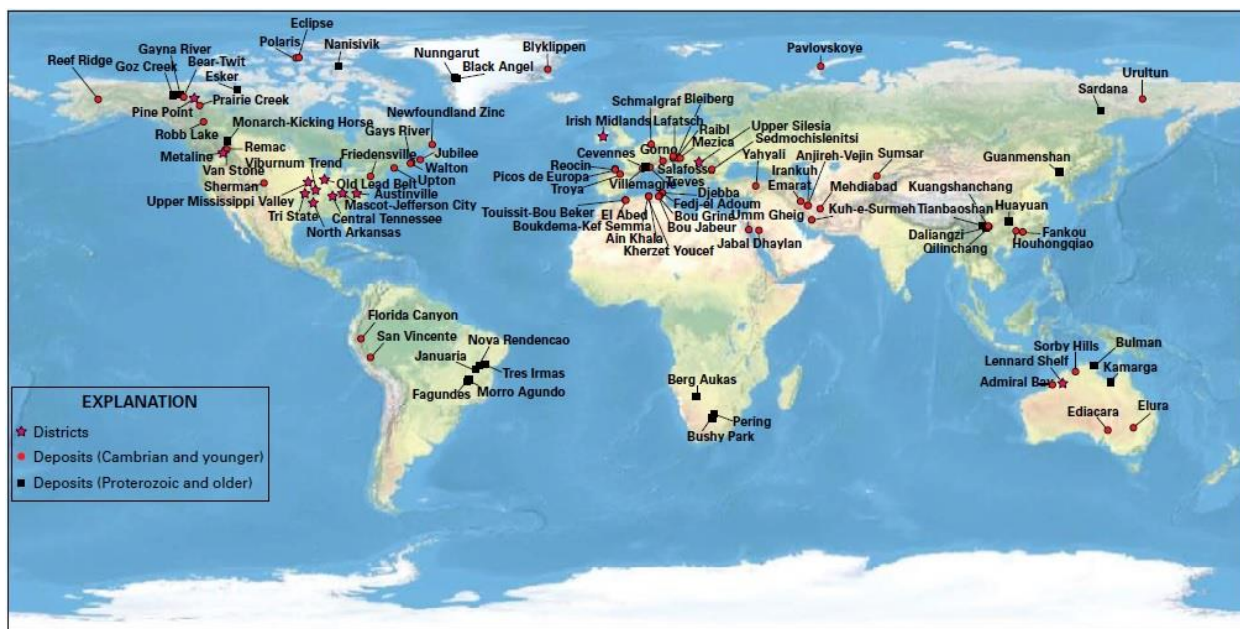 Eclipse
Gayna River
Polaris
Nanisivik
Nunngarut
Blyklippen
Pavlovskoye
Goz Creek
Bear-Twit
Black Angel
Reef Ridge
Esker
Urultun
Sardana
Pine Point
Prairie Creek
Newfoundland Zinc
Schmalgraf
Bleiberg
Irish Midlands
Lafatsch
Robb Lake
Monarch-Kicking Horse
Gays River
Raibl
Upper Silesia
Cevennes
Gorno
Mezica
Sedmochislenitsi
Metaline
Remac
Friedensville
Jubilee
Reocin
Salafossa
Yahyali
Anjireh-Vejin
Sumsar
Guanmenshan
Van Stone
Viburnum Trend
Walton
Picos de Europa
Irankuh
Sherman
Old Lead Belt
Upton
Troya
Villemagne
Treves
Djebba
Emarat
Mehdiabad
Kuangshanchang
Upper Mississippi Valley
Austinville
Fedj-el Adoum
Huayuan
Tri State
Mascot-Jefferson City
Touissit-Bou Beker
El Abed
Bou Grine
Umm Gheig
Kuh-e-Surmeh
Tianbaoshan
Central Tennessee
Boukdema-Kef Semma
Bou Jabeur
Daliangzi
Fankou
North Arkansas
Ain Khala
Jabal Dhaylan
Qilinchang
Houhongqiao
Kherzet Youcef
Florida Canyon
San Vincente
Nova Rendencao
Sorby Hills
Bulman
Januaria
Tres Irmas
Lennard Shelf
Kamarga
Berg Aukas
Admiral Bay
Fagundes
Morro Agundo
EXPLANATION
Pering
Ediacara
Elura
Districts
Bushy Park
Deposits (Cambrian and younger)
Deposits (Proterozoic and older)